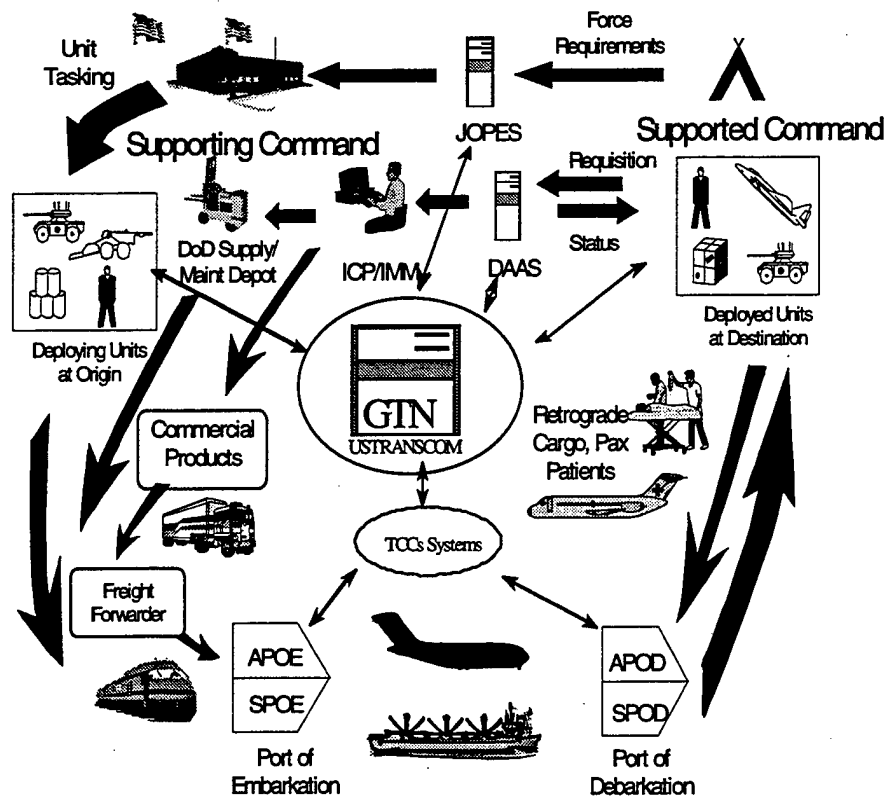 Force
Requirements
Unit
Tasking
JOPES
Supporting Command
Supported Command
Requisition
Status
DoD Supply/
Maint Depot
ICP/IMM
DAAS
Deploying Units
at Origin
Deployed Units
at Destination
GTN
USTRANSCOM
Commercial
Products
Retrograde
Cargo, Pax
Patients
TCCs Systems
Freight
Forwarder
APOE
SPOE
APOD
SPOD
Port of
Embarkation
Port of
Debarkation